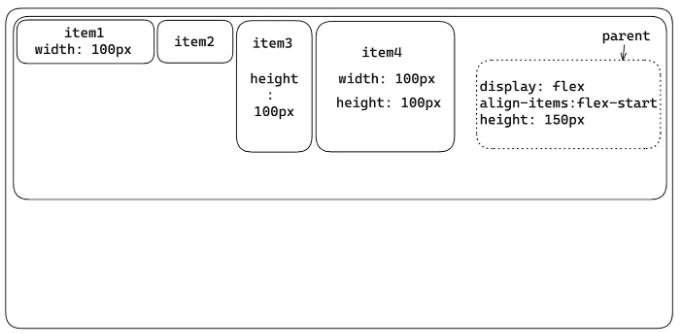 item1
width: 100px
item2
item3
height
:
100px
item4
width: 100px
height: 100px
parent
display: flex
align-items:flex-start
height: 150px